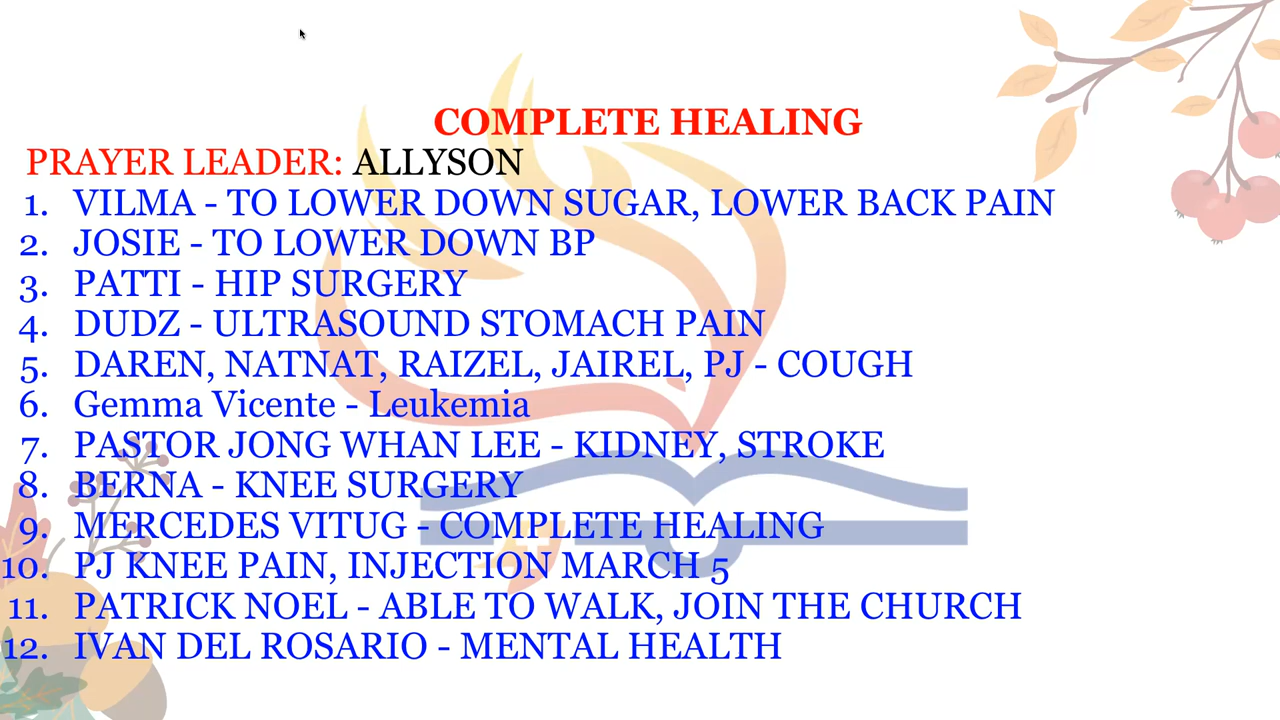 COMPLETE HEALING
PRAYER LEADER: ALLYSON
1. VILMA - TO LOWER DOWN SUGAR, LOWER BACK PAIN
2. JOSIE - TO LOWER DOWN BP
3. PATTI - HIP SURGERY
4. DUDZ - ULTRASOUND STOMACH PAIN
5. DAREN, NATNAT, RAIZEL, JAIREL, PJ - COUGH
6. Gemma Vicente - Leukemia
7. PASTOR JONG WHAN LEE - KIDNEY, STROKE
8. BERNA - KNEE SURGERY
9. MERCEDES VITUG - COMPLETE HEALING
10. PJ KNEE PAIN, INJECTION MARCH 5
11. PATRICK NOEL - ABLE TO WALK, JOIN THE CHURCH
12. IVAN DEL ROSARIO - MENTAL HEALTH